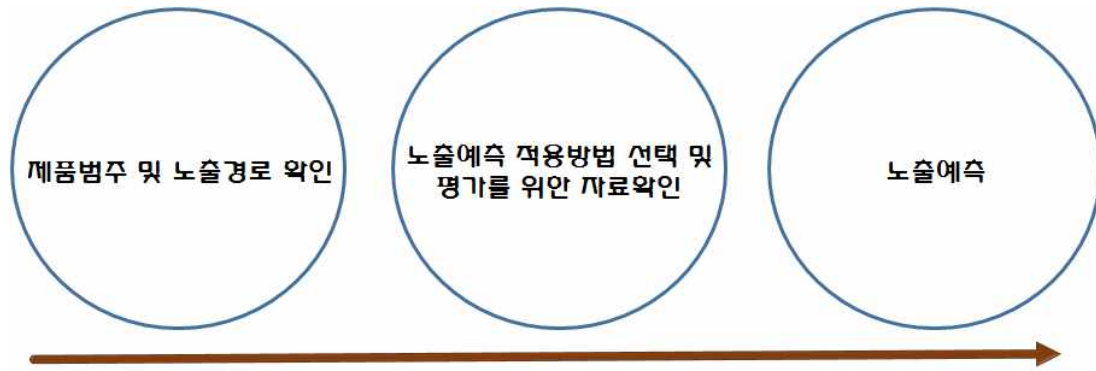 제품범주 및 노출경로 확인
노출예측 적용방법 선택 및
평가를 위한 자료확인
노출예측